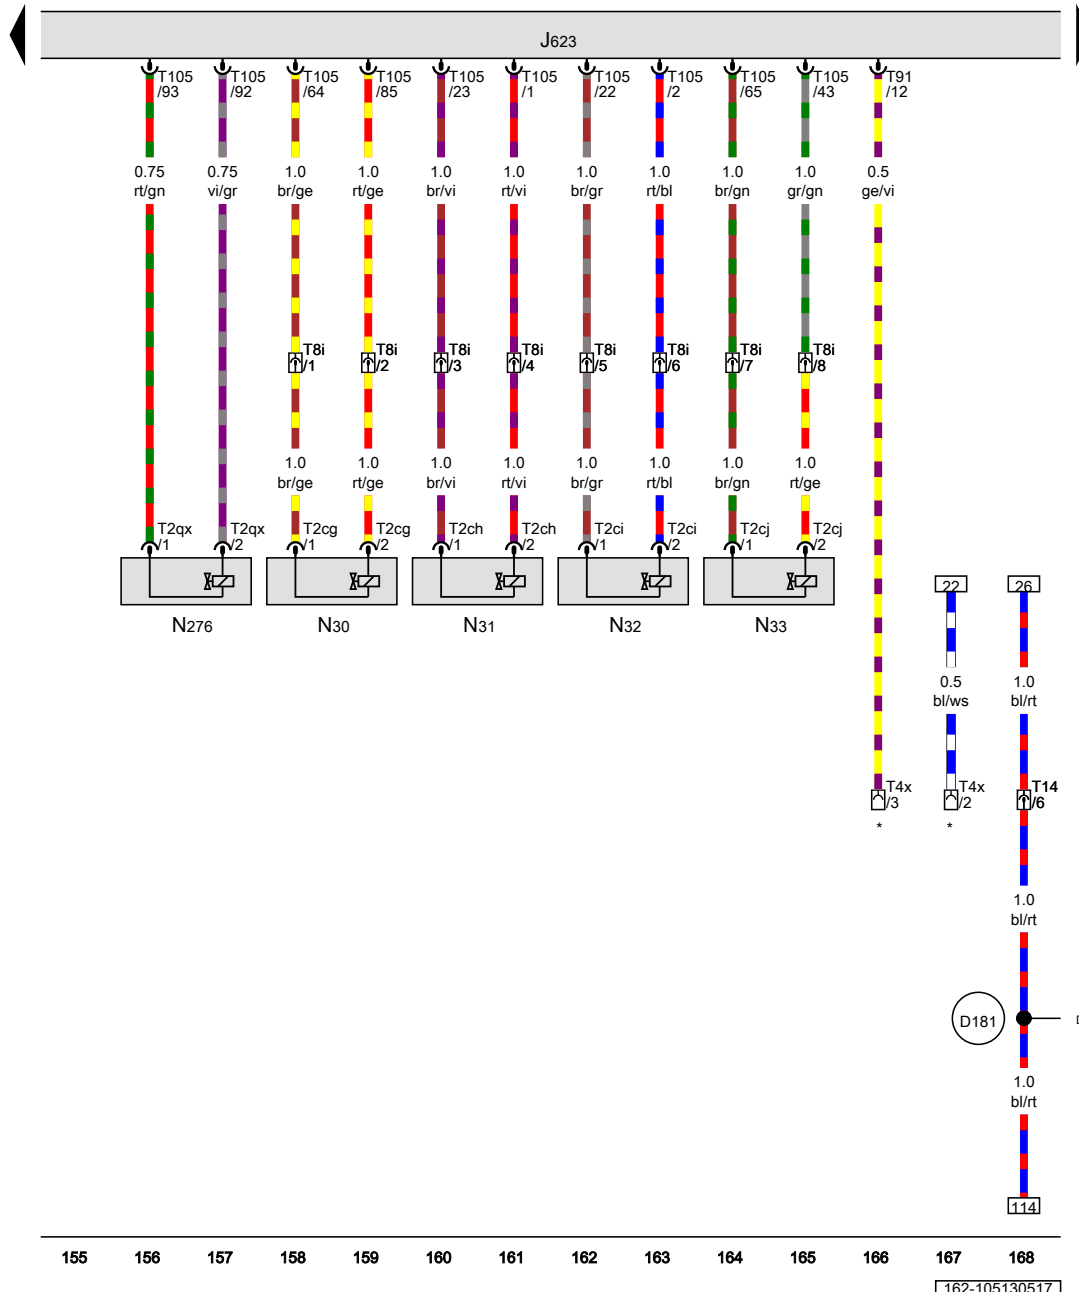 J623
T105 T105 T105 T105 T105 T105 T105 T105 T105 T105 T91
/93 /92 /64 /85 /23 /1 /22 /2 /65 /43 /12
0.75 0.75 1.0 1.0 1.0 1.0 1.0 1.0 1.0 1.0 0.5
rt/gn vi/gr br/ge rt/ge br/vi rt/vi br/gr rt/bl br/gn gr/gn ge/vi
T8i T8i T8i T8i T8i T8i T8i T8i
/1 /2 /3 /4 /5 /6 /7 /8
1.0 1.0 1.0 1.0 1.0 1.0 1.0 1.0
br/ge rt/ge br/vi rt/vi br/gr rt/bl br/gn rt/ge
T2qx T2qx T2cg T2cg T2ch T2ch T2ci T2ci T2cj T2cj
/1 /2 /1 /2 /1 /2 /1 /2 /1 /2
22 26
N276 N30 N31 N32 N33
0.5 1.0
bl/ws bl/rt
T4x T4x T14
/3 /2 /6
* *
1.0
bl/rt
D181
1.0
bl/rt
114
155 156 157 158 159 160 161 162 163 164 165 166 167 168
162-105130517